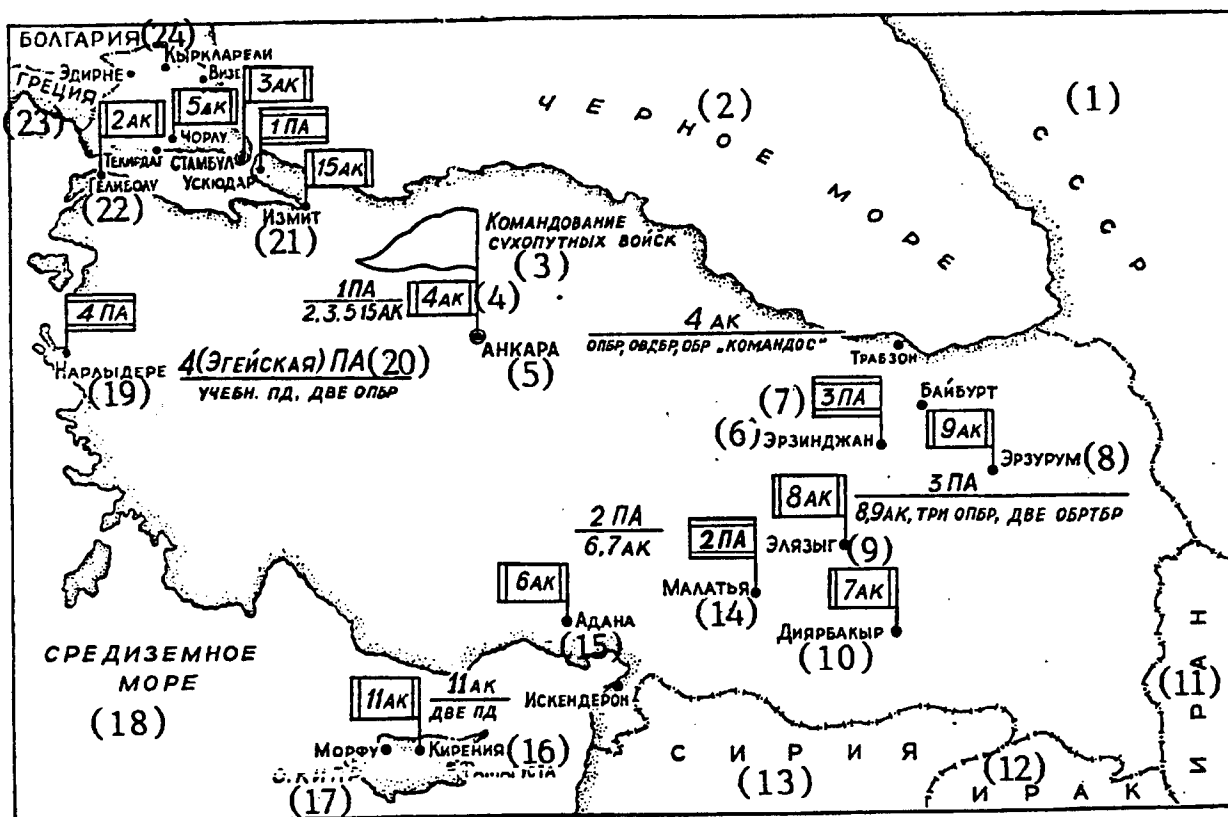 БОЛГАРИЯ (24)
КЫРКЛАРЕЛИ
ЭДИРНЕ
ВИЗЕ
ГРЕЦИЯ
(23)
3АК
5АК
2АК
1ПА
ЧОРЛУ
ТЕКИРДАГ
СТАМБУЛ
УСКЮДАР
15АК
ГЕЛИБОЛУ
(22)
ИЗМИТ
(21)
ЧЕРНОЕ МОРЕ
(2)
(1)
СССР
КОМАНДОВАНИЕ
СУХОПУТНЫХ ВОЙСК
(3)
1ПА
2.3.5 15АК
4АК (4)
АНКАРА
(5)
4 АК
ОПБР, ОВДБР, ОБР „КОМАНДОС"
ТРАБЗОН
4 ПА
НАРЛЫДЕРЕ
(19)
4(ЭГЕЙСКАЯ) ПА (20)
УЧЕБН. ПД, ДВЕ ОПБР
(7) 3ПА
БАЙБУРТ
(6) ЭРЗИНДЖАН
9АК
ЭРЗУРУМ (8)
8АК
3 ПА
8,9АК, ТРИ ОПБР, ДВЕ ОБРТБР
ЭЛЯЗЫГ (9)
2 ПА
6.7АК
2ПА
МАЛАТЬЯ
(14)
7АК
ДИЯРБАКЫР
(10)
6АК
АДАНА
(15)
ИСКЕНДЕРОН
СРЕДИЗЕМНОЕ
МОРЕ
(18)
11АК
11АК
ДВЕ ПД
МОРФУ
КИРЕНИЯ (16)
(17)
СИРИЯ
(13)
(12)
ИРАК
ИРАН
(11)